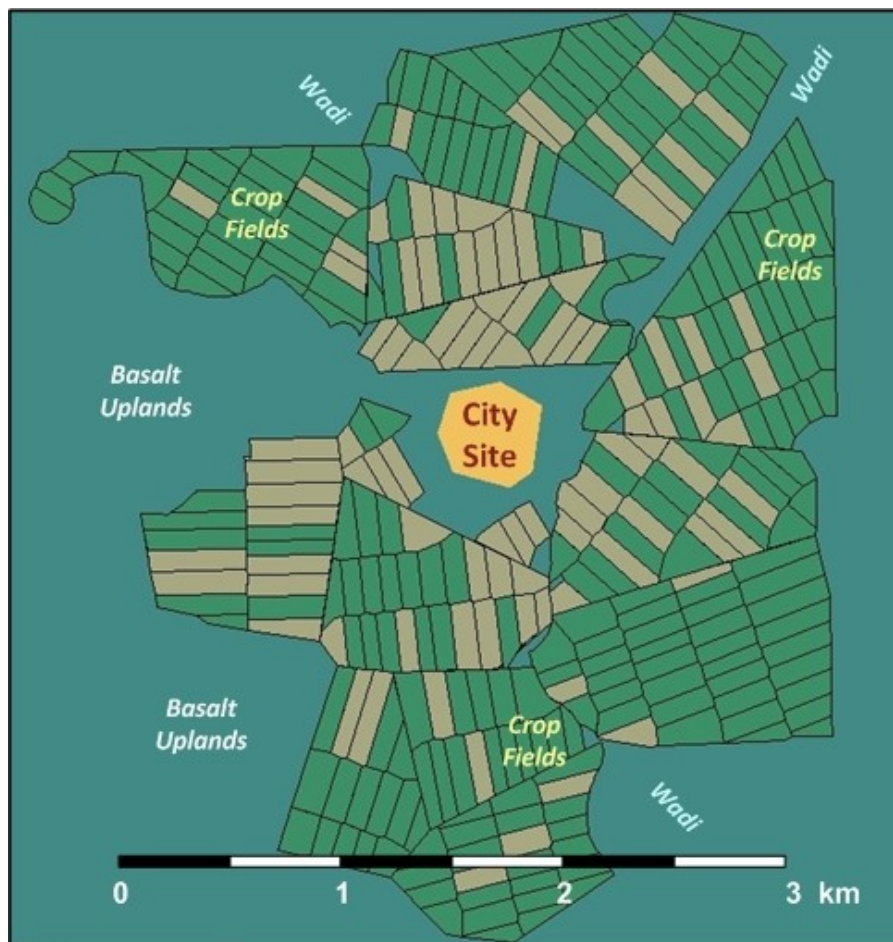 Wadi
Wadi
Crop
Fields
Crop
Fields
Basalt
Uplands
City
Site
Basalt
Uplands
Crop
Fields
Wadi
0 1 2 3 km